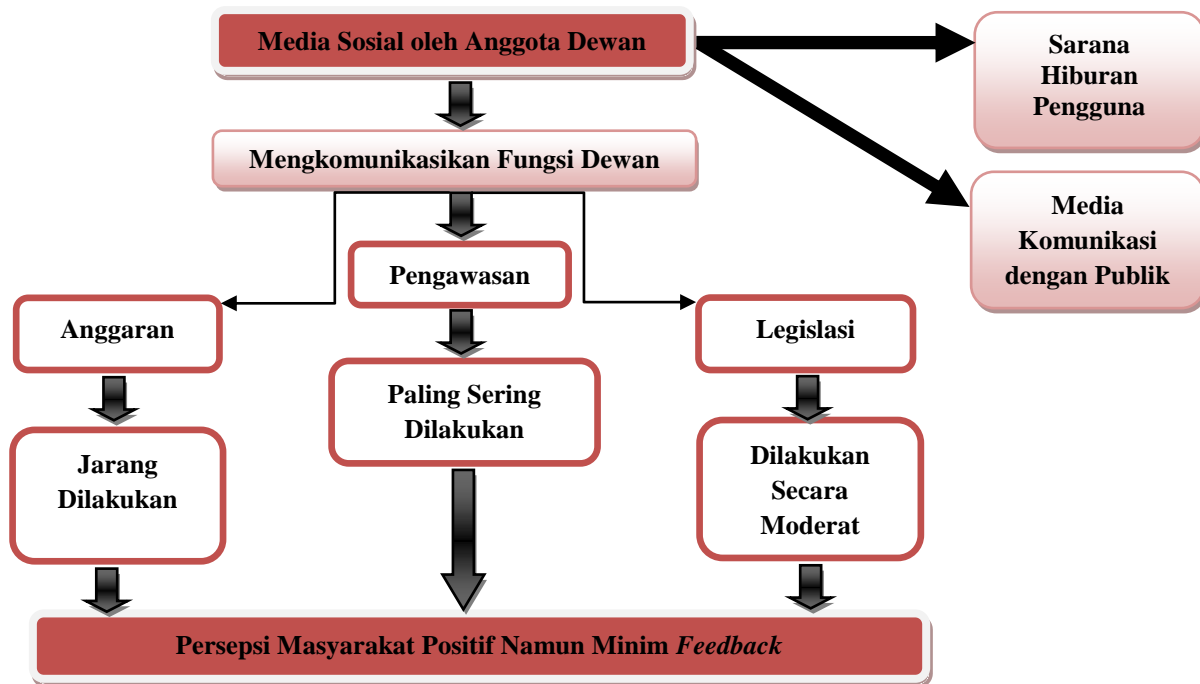 Media Sosial oleh Anggota Dewan
Sarana
Hiburan
Pengguna
Mengkomunikasikan Fungsi Dewan
Media
Komunikasi
dengan Publik
Pengawasan
Anggaran
Legislasi
Paling Sering
Dilakukan
Jarang
Dilakukan
Dilakukan
Secara
Moderat
Persepsi Masyarakat Positif Namun Minim Feedback